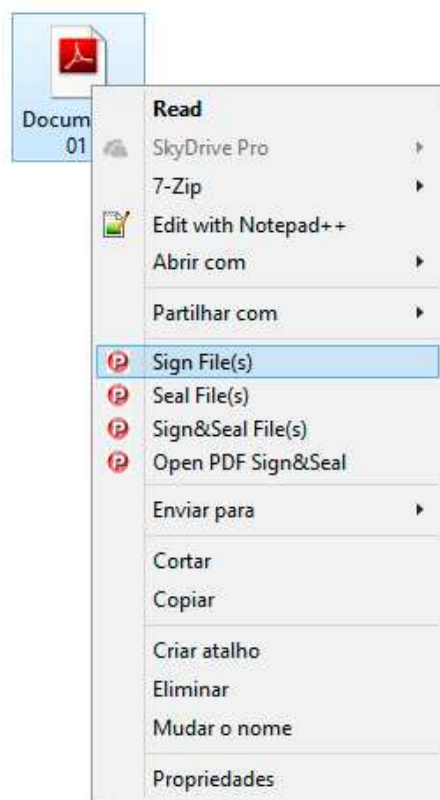 Docum
01
Read
SkyDrive Pro
7-Zip
Edit with Notepad++
Abrir com
Partilhar com
Sign File(s)
Seal File(s)
Sign&Seal File(s)
Open PDF Sign&Seal
Enviar para
Cortar
Copiar
Criar atalho
Eliminar
Mudar o nome
Propriedades